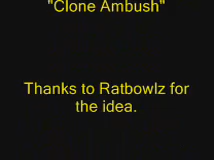 "Clone Ambush"
Thanks to Ratbowlz for
the idea.